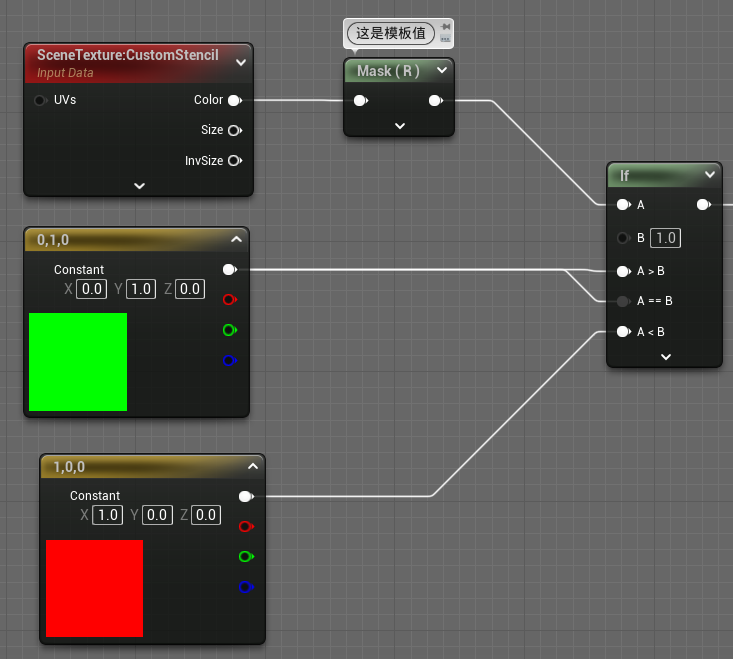 这是模板值
SceneTexture:CustomStencil
Input Data
UVs
Color
Size
InvSize
Mask ( R )
If
A
B 1.0
A > B
A == B
A < B
0,1,0
Constant
X 0.0 Y 1.0 Z 0.0
1,0,0
Constant
X 1.0 Y 0.0 Z 0.0